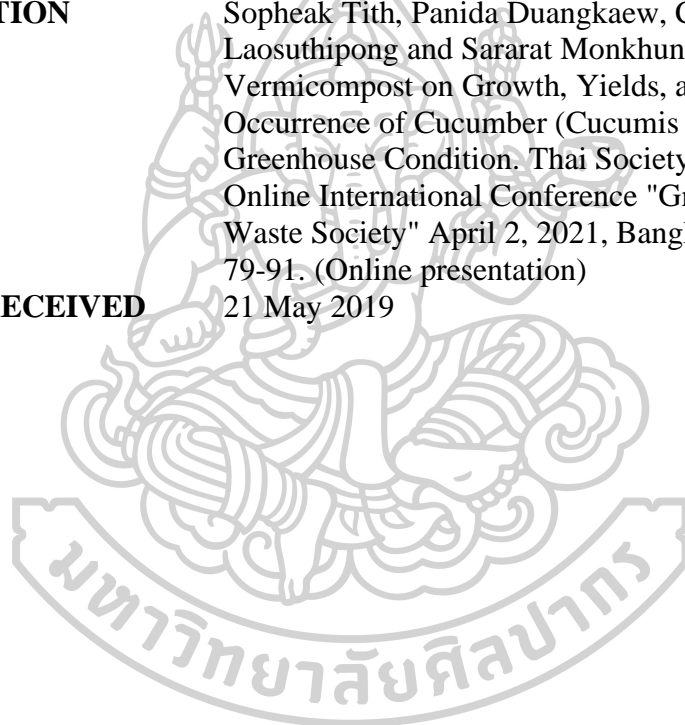 TION Sopheak Tith, Panida Duangkaew, C
Laosuthipong and Sararat Monkhun
Vermicompost on Growth, Yields, a
Occurrence of Cucumber (Cucumis
Greenhouse Condition. Thai Society
Online International Conference "Gr
Waste Society" April 2, 2021, Bang
79-91. (Online presentation)
ECEIVED 21 May 2019
มหาวิทยาลัยศิลปากร